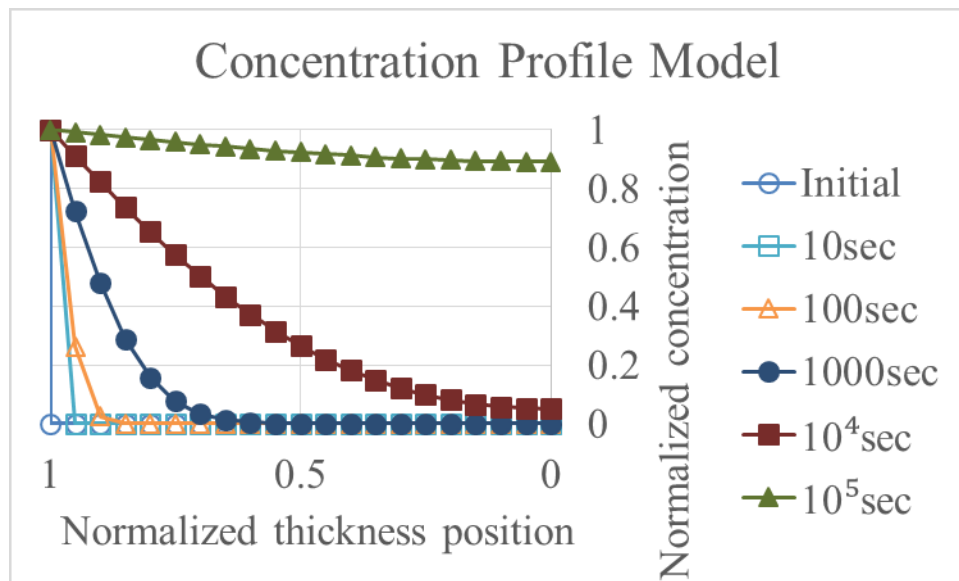 Concentration Profile Model
1
0.8
0.6
0.4
0.2
0
1
0.5
0
Normalized thickness position
Normalized concentration
Initial
10sec
100sec
1000sec
10⁴sec
10⁵sec